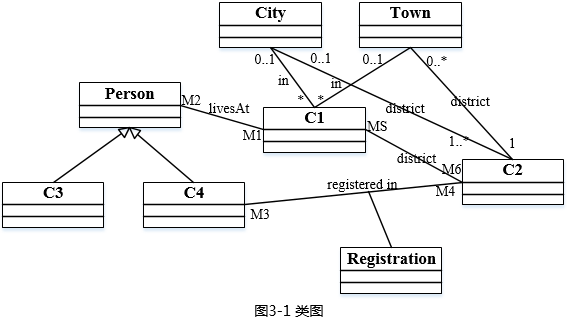 City
Town
0..1
0..1
0..1
0..*
in
in
Person
M2
livesAt
*
*
district
district
C1
M1
MS
1..*
1
district
M6
C2
C3
C4
registered in
M4
M3
Registration
图3-1 类图